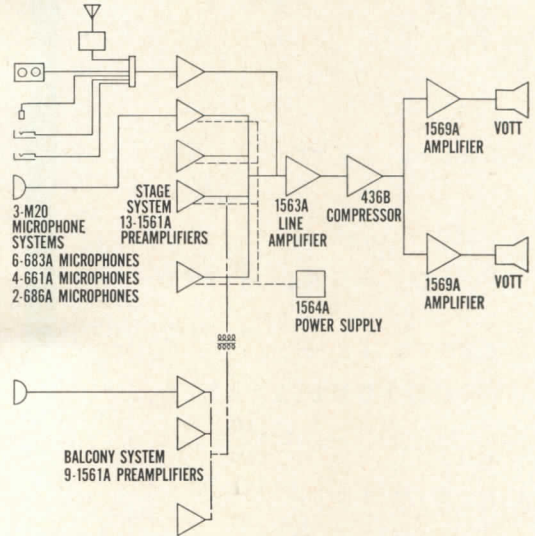 3-M20
MICROPHONE
SYSTEMS
6-683A MICROPHONES
4-661A MICROPHONES
2-686A MICROPHONES
STAGE
SYSTEM
13-1561A
PREAMPLIFIERS
1563A
LINE
AMPLIFIER
436B
COMPRESSOR
1569A
AMPLIFIER
VOTT
1569A
AMPLIFIER
VOTT
1564A
POWER SUPPLY
BALCONY SYSTEM
9-1561A PREAMPLIFIERS